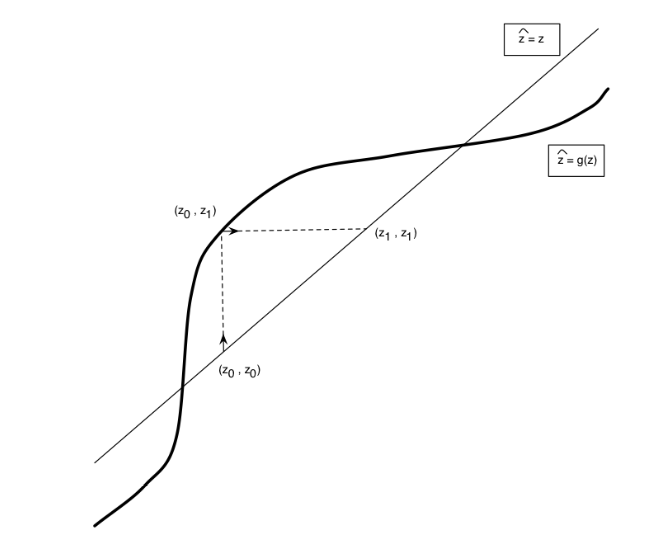 ẑ = z
ẑ = g(z)
(z₀ , z₁)
(z₁ , z₁)
(z₀ , z₀)